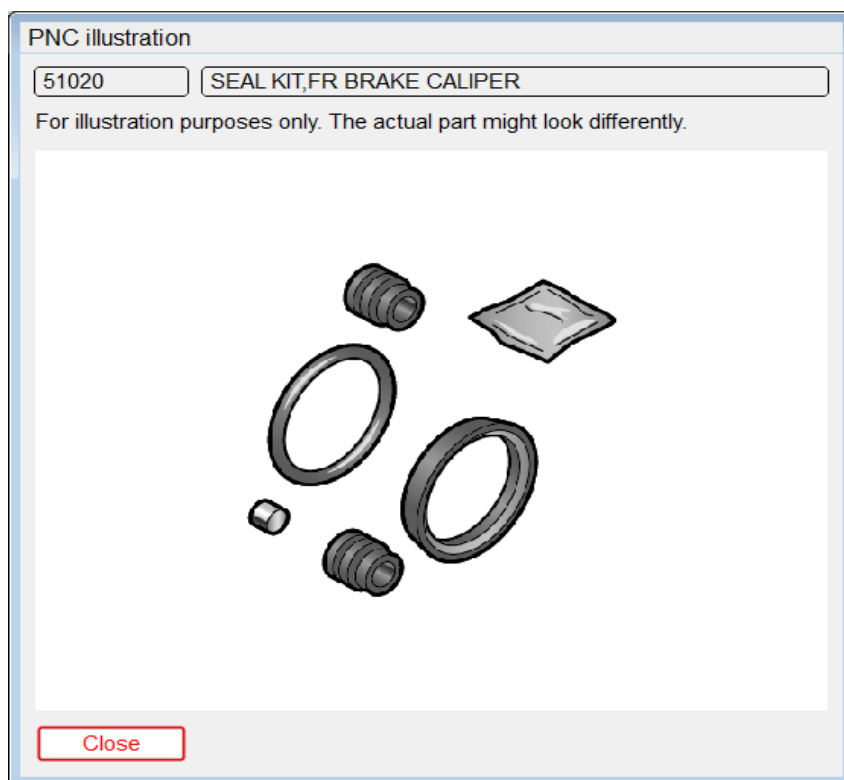 PNC illustration
51020 SEAL KIT,FR BRAKE CALIPER
For illustration purposes only. The actual part might look differently.
Close